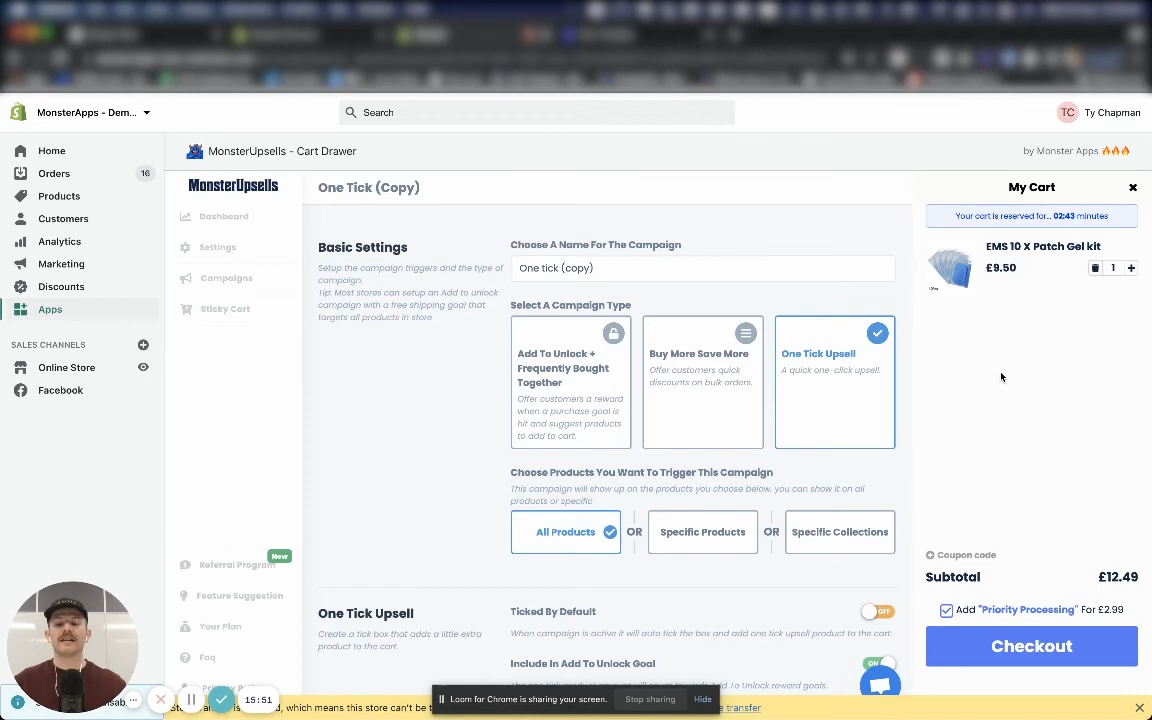 MonsterApps - Dem...
Search
TC
Ty Chapman
Home
Orders
16
Products
Customers
Analytics
Marketing
Discounts
Apps
SALES CHANNELS
Online Store
Facebook
MonsterUpsells - Cart Drawer
by Monster Apps 🔥🔥🔥
MonsterUpsells
Dashboard
Settings
Campaigns
Sticky Cart
New
Referral Program
Feature Suggestion
Your Plan
Faq
One Tick (Copy)
Basic Settings
Setup the campaign triggers and the type of
campaign.
Tip: Most stores can setup an Add to unlock
campaign with a free shipping goal that
targets all products in store
Choose A Name For The Campaign
One tick (copy)
Select A Campaign Type
Add To Unlock +
Frequently Bought
Together
Offer customers a reward
when a purchase goal is
hit and suggest products
to add to cart.
Buy More Save More
Offer customers quick
discounts on bulk orders.
One Tick Upsell
A quick one-click upsell.
Choose Products You Want To Trigger This Campaign
This campaign will show up on the products you choose below. you can show it on all
products or specific
All Products
OR
Specific Products
OR
Specific Collections
One Tick Upsell
Create a tick box that adds a little extra
product to the cart.
Ticked By Default
OFF
When campaign is active it will auto tick the box and add one tick upsell product to the cart.
Include In Add To Unlock Goal
ON
My Cart
Your cart is reserved for... 02:43 minutes
EMS 10 X Patch Gel kit
£9.50
1
Coupon code
Subtotal
£12.49
Add "Priority Processing" For £2.99
Checkout
15:51
Loom for Chrome is sharing your screen.
Stop sharing
Hide
, which means this store can't be t
e transfer